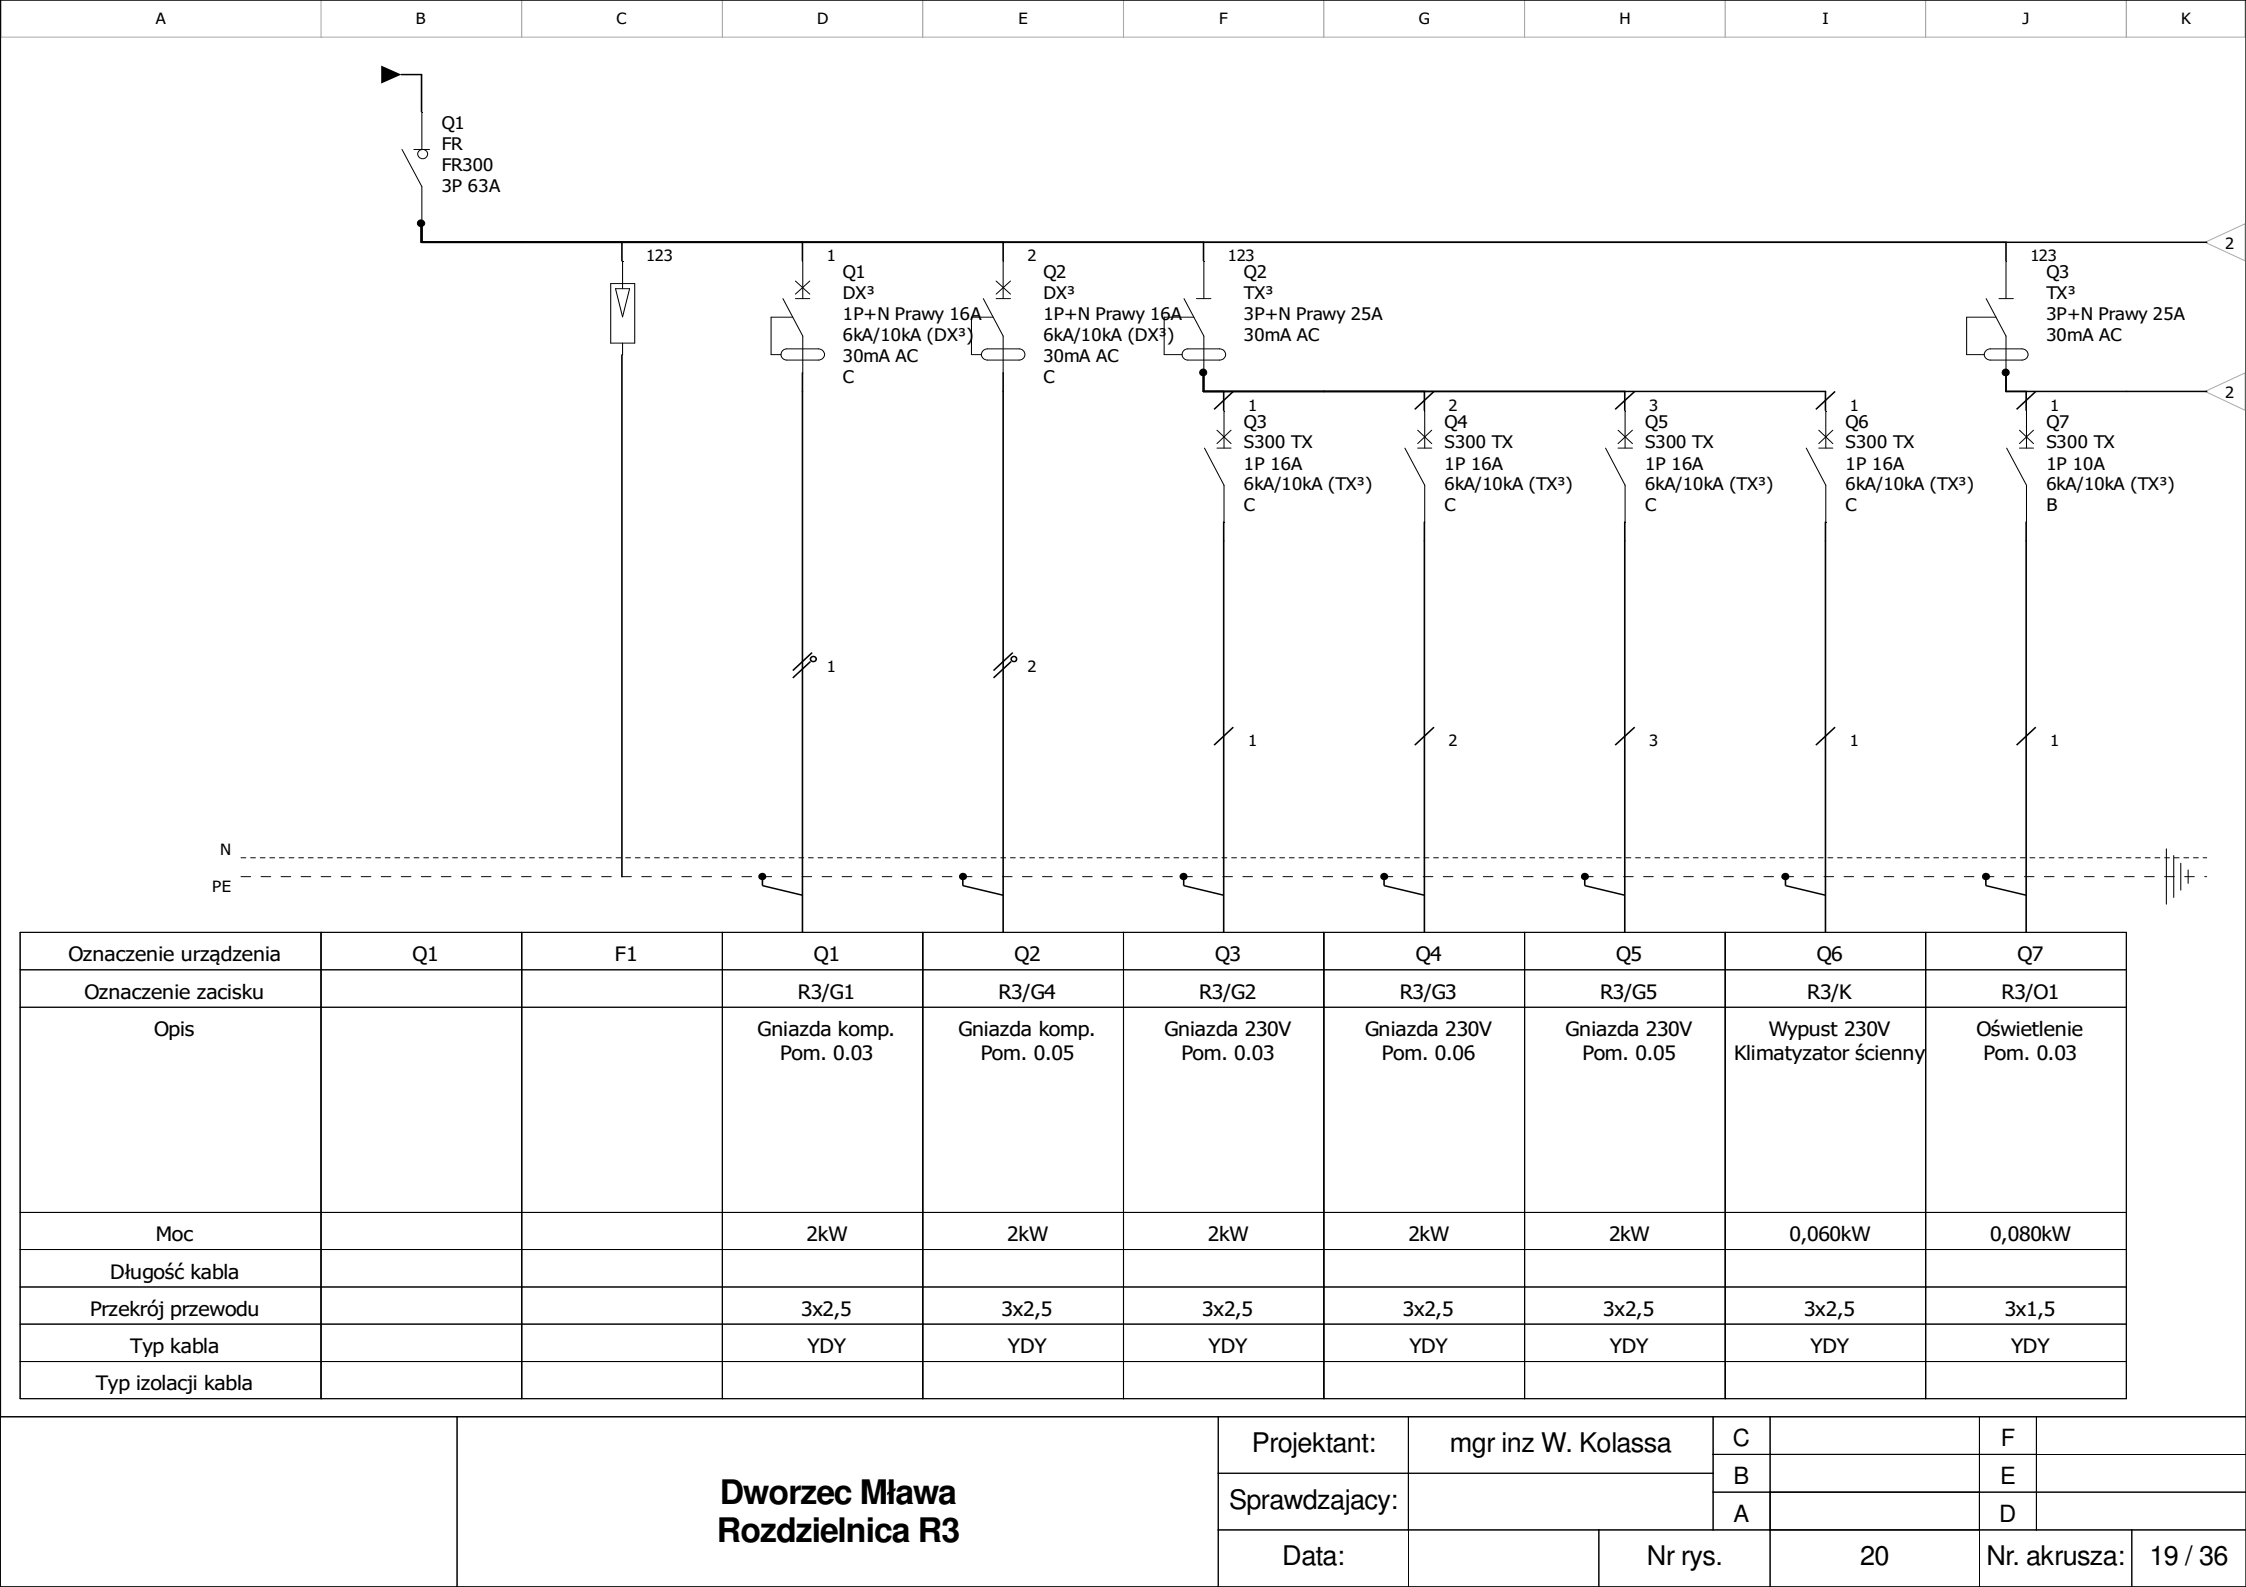 A B C D E F G H I J K
Q1
FR
FR300
3P 63A
2
123 1 2 123 123
Q1
DX³
1P+N Prawy 16A
6kA/10kA (DX³)
30mA AC
C
Q2
DX³
1P+N Prawy 16A
6kA/10kA (DX³)
30mA AC
C
Q2
TX³
3P+N Prawy 25A
30mA AC
Q3
TX³
3P+N Prawy 25A
30mA AC
2
1
Q3
S300 TX
1P 16A
6kA/10kA (TX³)
C
2
Q4
S300 TX
1P 16A
6kA/10kA (TX³)
C
3
Q5
S300 TX
1P 16A
6kA/10kA (TX³)
C
1
Q6
S300 TX
1P 16A
6kA/10kA (TX³)
C
1
Q7
S300 TX
1P 10A
6kA/10kA (TX³)
B
1 2
1 2 3 1 1
N
PE
Oznaczenie urządzenia Q1 F1 Q1 Q2 Q3 Q4 Q5 Q6 Q7
Oznaczenie zacisku R3/G1 R3/G4 R3/G2 R3/G3 R3/G5 R3/K R3/O1
Opis Gniazda komp. Gniazda komp. Gniazda 230V Gniazda 230V Gniazda 230V Wypust 230V Oświetlenie
Pom. 0.03 Pom. 0.05 Pom. 0.03 Pom. 0.06 Pom. 0.05 Klimatyzator ścienny Pom. 0.03
Moc 2kW 2kW 2kW 2kW 2kW 0,060kW 0,080kW
Długość kabla
Przekrój przewodu 3x2,5 3x2,5 3x2,5 3x2,5 3x2,5 3x2,5 3x1,5
Typ kabla YDY YDY YDY YDY YDY YDY YDY
Typ izolacji kabla
Dworzec Mława
Rozdzielnica R3
Projektant: mgr inz W. Kolassa
Sprawdzajacy:
C F
B E
A D
Data: Nr rys. 20 Nr. akrusza: 19 / 36